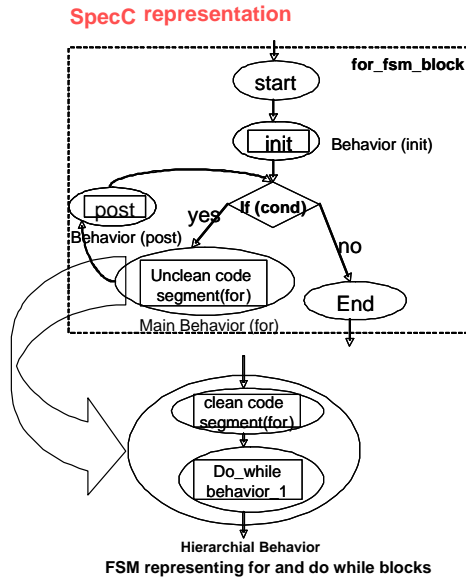 SpecC representation
for_fsm_block
start
init
Behavior (init)
If (cond)
post
yes
Behavior (post)
no
Unclean code
segment(for)
End
Main Behavior (for)
clean code
segment(for)
Do_while
behavior_1
Hierarchial Behavior
FSM representing for and do while blocks